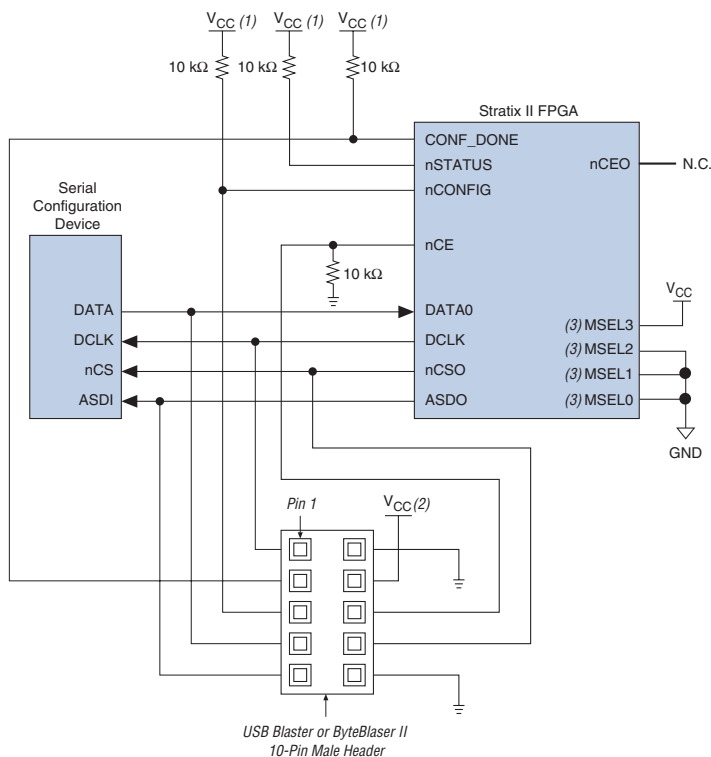 VCC (1) VCC (1) VCC (1)
10 kΩ 10 kΩ 10 kΩ
Stratix II FPGA
CONF_DONE
nSTATUS
nCONFIG
nCE
nCEO
N.C.
10 kΩ
Serial
Configuration
Device
DATA
DCLK
nCS
ASDI
DATA0
DCLK
nCSO
ASDO
VCC
(3) MSEL3
(3) MSEL2
(3) MSEL1
(3) MSEL0
GND
Pin 1
VCC (2)
USB Blaster or ByteBlaser II
10-Pin Male Header